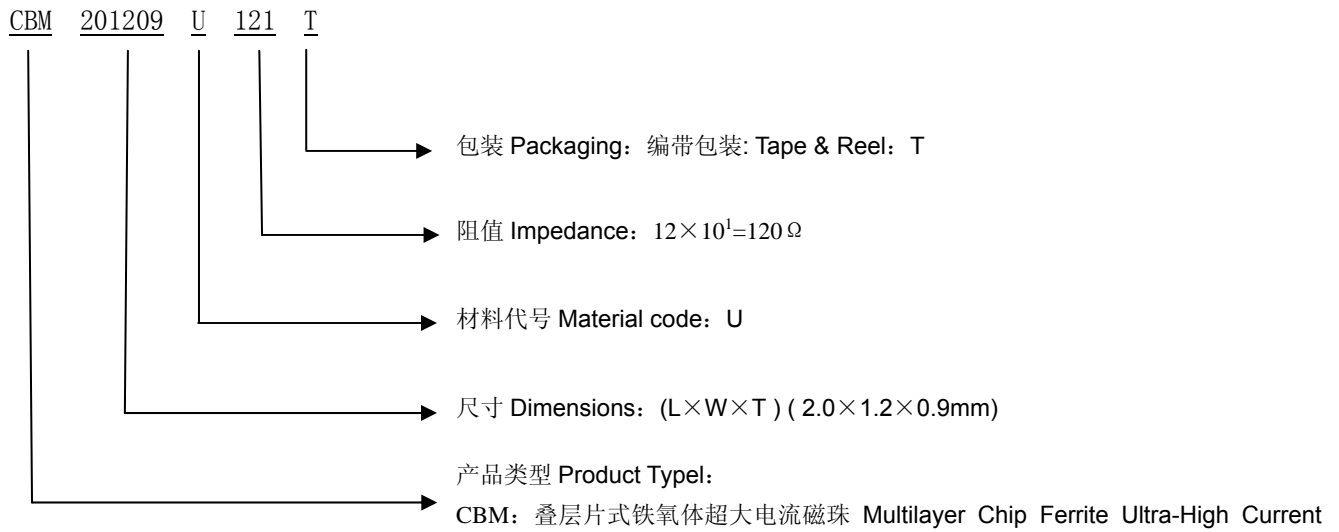 CBM 201209 U 121 T
包装 Packaging：编带包装: Tape & Reel：T
阻值 Impedance：12×10¹=120Ω
材料代号 Material code：U
尺寸 Dimensions：(L×W×T ) ( 2.0×1.2×0.9mm)
产品类型 Product Typel：
CBM：叠层片式铁氧体超大电流磁珠 Multilayer Chip Ferrite Ultra-High Current